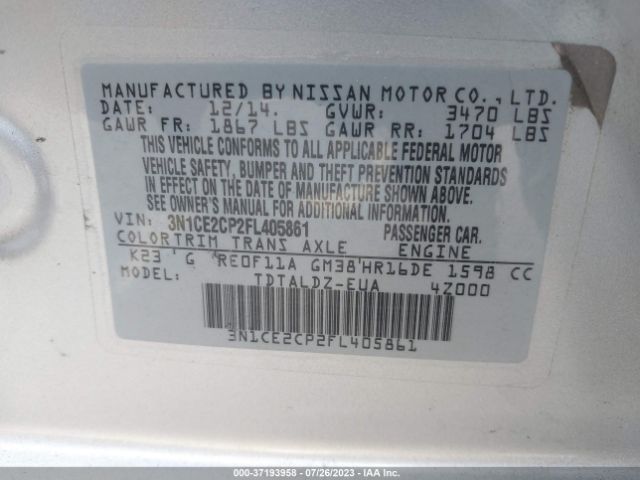 MANUFACTURED BY NISSAN MOTOR CO., LTD.
DATE: 12/14. GVWR: 3470 LBS
GAWR FR: 1867 LBS GAWR RR: 1704 LBS
THIS VEHICLE CONFORMS TO ALL APPLICABLE FEDERAL MOTOR
VEHICLE SAFETY, BUMPER AND THEFT PREVENTION STANDARDS
IN EFFECT ON THE DATE OF MANUFACTURE SHOWN ABOVE.
SEE OWNER'S MANUAL FOR ADDITIONAL INFORMATION.
VIN: 3N1CE2CP2FL405861 PASSENGER CAR.
COLOR TRIM TRANS AXLE ENGINE
K23 G RE0F11A GM38 HR16DE 1598 CC
MODEL: TDTALDZ-EUA 4Z000
3N1CE2CP2FL405861
000-37193958 - 07/26/2023 - IAA Inc.